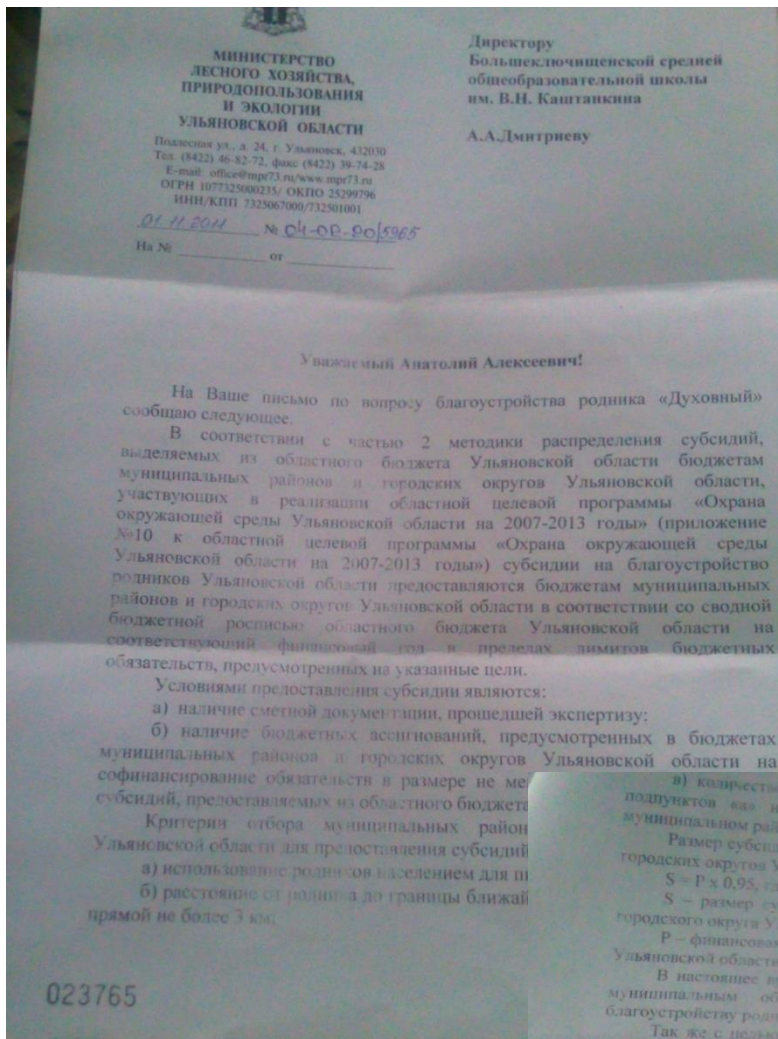 МИНИСТЕРСТВО
ЛЕСНОГО ХОЗЯЙСТВА,
ПРИРОДОПОЛЬЗОВАНИЯ
И ЭКОЛОГИИ
УЛЬЯНОВСКОЙ ОБЛАСТИ
Подлесная ул., д. 24, г. Ульяновск, 432030
Тел. (8422) 46-82-72, факс (8422) 39-74-28
E-mail: office@mpr73.ru/www.mpr73.ru
ОГРН 1077325000235/ ОКПО 25299796
ИНН/КПП 7325067000/732501001
01.11.2011 № 04-02-20/5965
На № от
Директору
Большеключищенской средней
общеобразовательной школы
им. В.Н. Каштанкина
А.А.Дмитриеву
Уважаемый Анатолий Алексеевич!
На Ваше письмо по вопросу благоустройства родника «Духовный»
сообщаю следующее.
В соответствии с частью 2 методики распределения субсидий,
выделяемых из областного бюджета Ульяновской области бюджетам
муниципальных районов и городских округов Ульяновской области,
участвующих в реализации областной целевой программы «Охрана
окружающей среды Ульяновской области на 2007-2013 годы» (приложение
№10 к областной целевой программы «Охрана окружающей среды
Ульяновской области на 2007-2013 годы») субсидии на благоустройство
родников Ульяновской области предоставляются бюджетам муниципальных
районов и городских округов Ульяновской области в соответствии со сводной
бюджетной росписью областного бюджета Ульяновской области на
соответствующий финансовый год в пределах лимитов бюджетных
обязательств, предусмотренных на указанные цели.
Условиями предоставления субсидии являются:
а) наличие сметной документации, прошедшей экспертизу;
б) наличие бюджетных ассигнований, предусмотренных в бюджетах
муниципальных районов и городских округов Ульяновской области на
софинансирование обязательств в размере не ме
субсидий, предоставляемых из областного бюджета
Критерии отбора муниципальных район
Ульяновской области для предоставления субсидий
а) использование родников населением для п
б) расстояние от родника до границы ближай
прямой не более 3 км;
023765
в) количеств
подпунктов «а» и
муниципальном рай
Размер субсид
городских округов У
S = P x 0,95, г
S – размер су
городского округа У
P – финансовая
Ульяновской области
В настоящее в
муниципальным об
благоустройству родн
Так же с целью